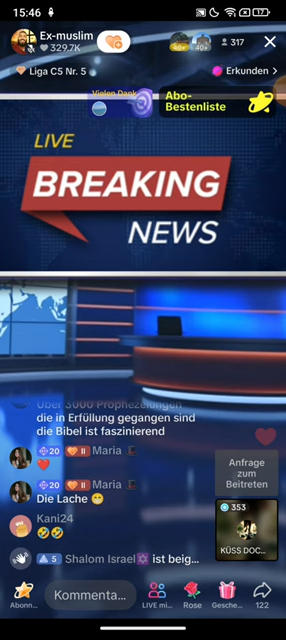 15:46
17
Ex-muslim
329.7K
40+
40+
317
Liga C5 Nr. 5
Erkunden
Vielen Dank
Abo-
Bestenliste
LIVE
BREAKING
NEWS
Über 3000 Prophezeiungen
die in Erfüllung gegangen sind
die Bibel ist faszinierend
20 II Maria
20 II Maria
Die Lache
Kani24
5 Shalom Israel ist beig...
Anfrage
zum
Beitreten
353
KÜSS DOC...
Abonn...
Kommenta...
LIVE mi...
Rose
Gesche...
122